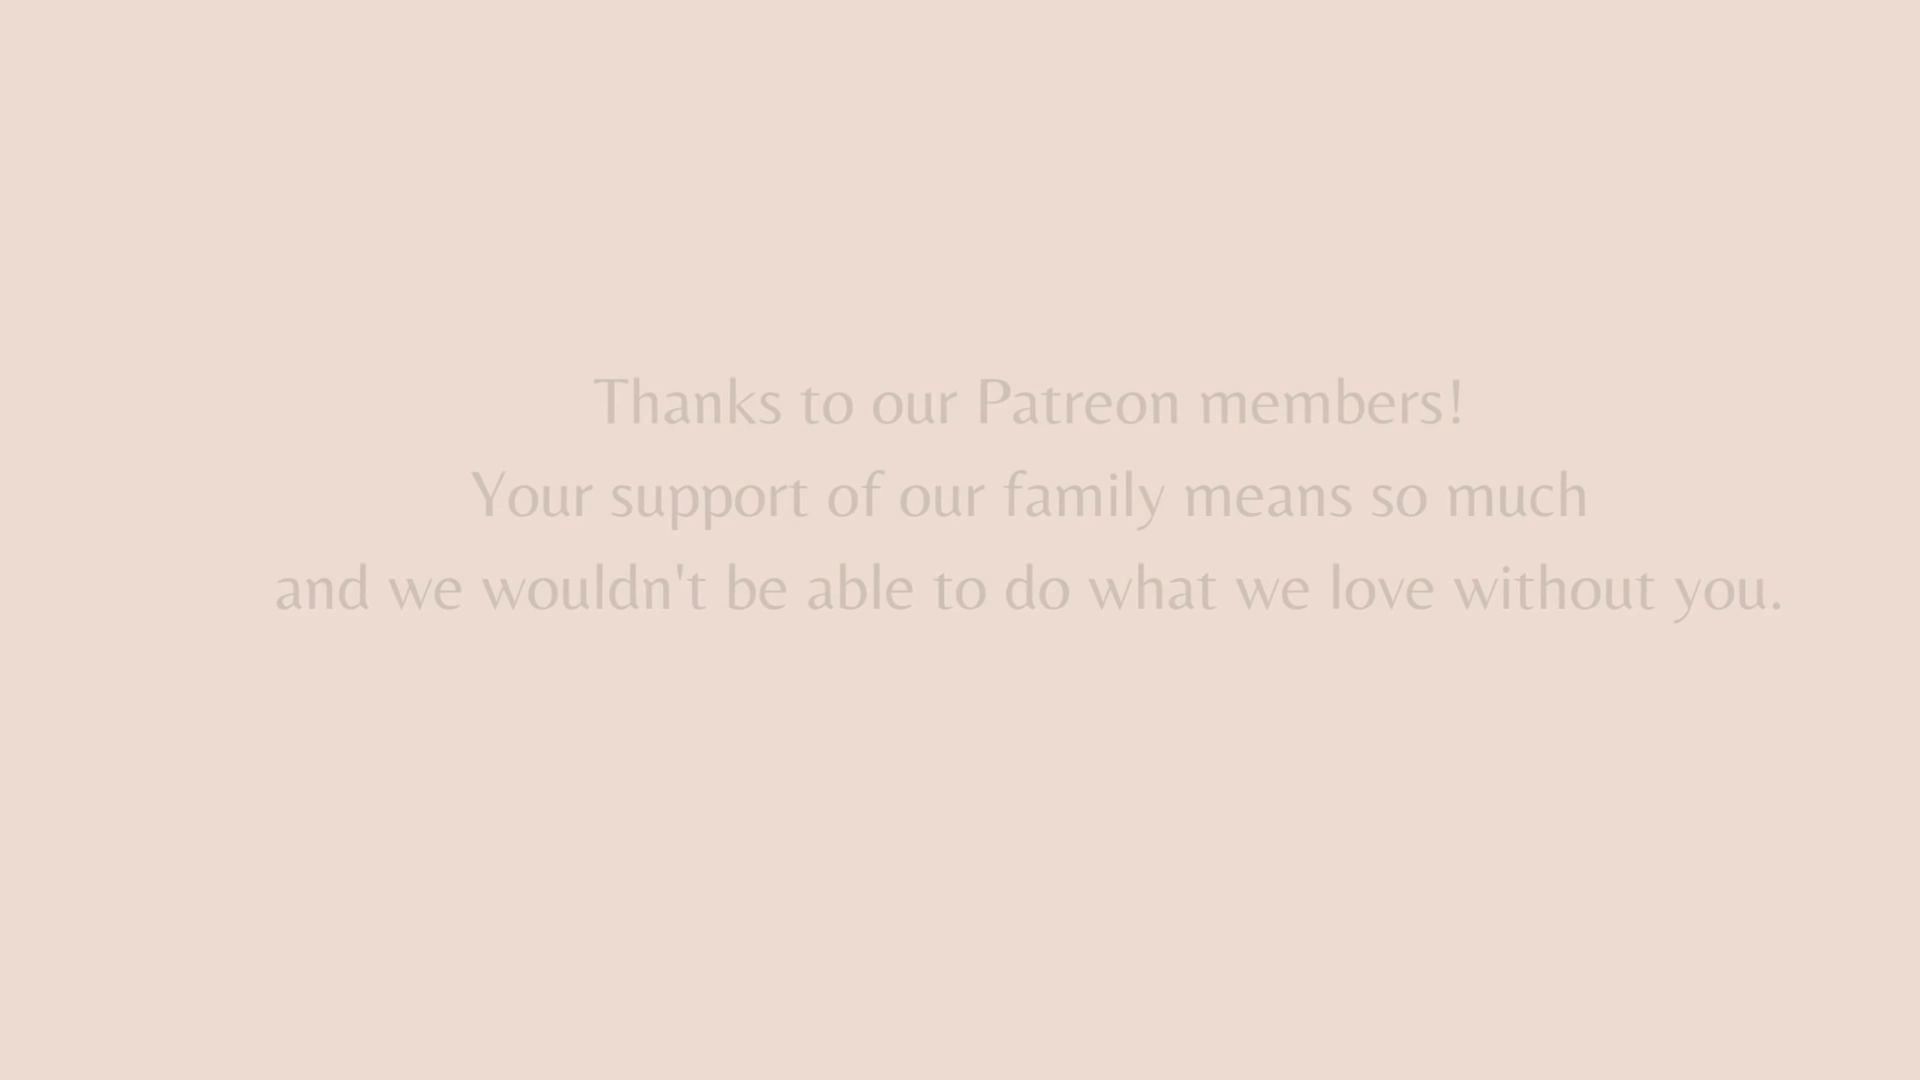 Thanks to our Patreon members!
Your support of our family means so much
and we wouldn't be able to do what we love without you.